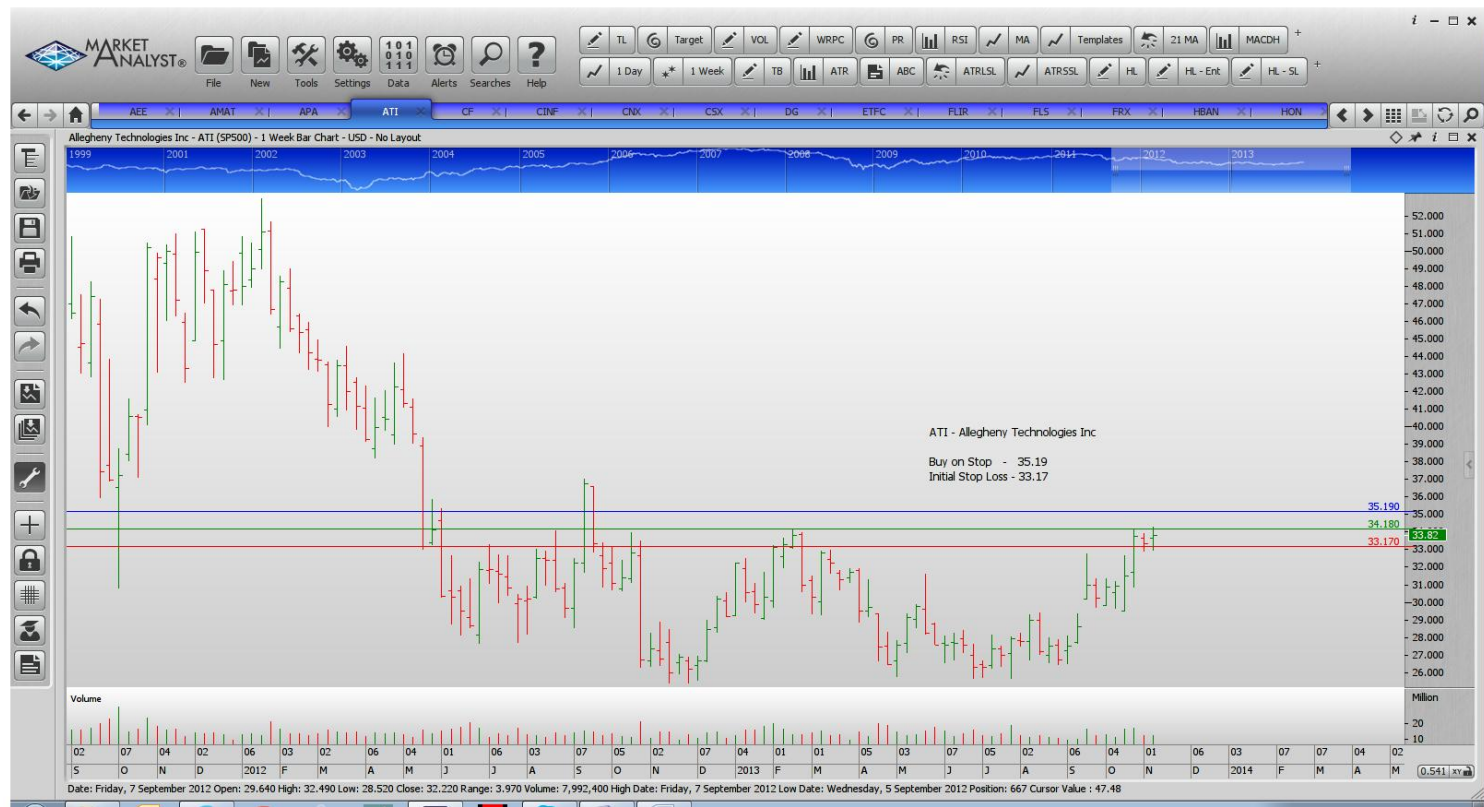 MARKET
ANALYST®
File New Tools Settings Data Alerts Searches Help
101
010
111
TL Target VOL WRPC PR RSI MA Templates 21 MA MACDH +
1 Day 1 Week TB ATR ABC ATRLSL ATRSSL HL HL - Ent HL - SL +
AEE AMAT APA ATI CF CINF CNX CSX DG ETFC FLIR FLS FRX HBAN HON
Allegheny Technologies Inc - ATI (SP500) - 1 Week Bar Chart - USD - No Layout
1999 2001 2002 2003 2004 2005 2006 2007 2008 2009 2010 2011 2012 2013
52.000
51.000
50.000
49.000
48.000
47.000
46.000
45.000
44.000
43.000
42.000
41.000
40.000
ATI - Allegheny Technologies Inc
39.000
38.000
Buy on Stop - 35.19
Initial Stop Loss - 33.17
37.000
36.000
35.190
35.000
34.180
33.82
33.170
33.000
32.000
31.000
30.000
29.000
28.000
27.000
26.000
Volume
Million
20
10
02 07 04 02 06 03 02 06 04 01 06 03 07 05 02 07 04 01 01 05 03 07 05 02 06 04 01 06 03 07 07 04 02
S O N D 2012 F M A M J J A S O N D 2013 F M A M J J A S O N D 2014 F M A M
0.541 XY
Date: Friday, 7 September 2012 Open: 29.640 High: 32.490 Low: 28.520 Close: 32.220 Range: 3.970 Volume: 7,992,400 High Date: Friday, 7 September 2012 Low Date: Wednesday, 5 September 2012 Position: 667 Cursor Value : 47.48